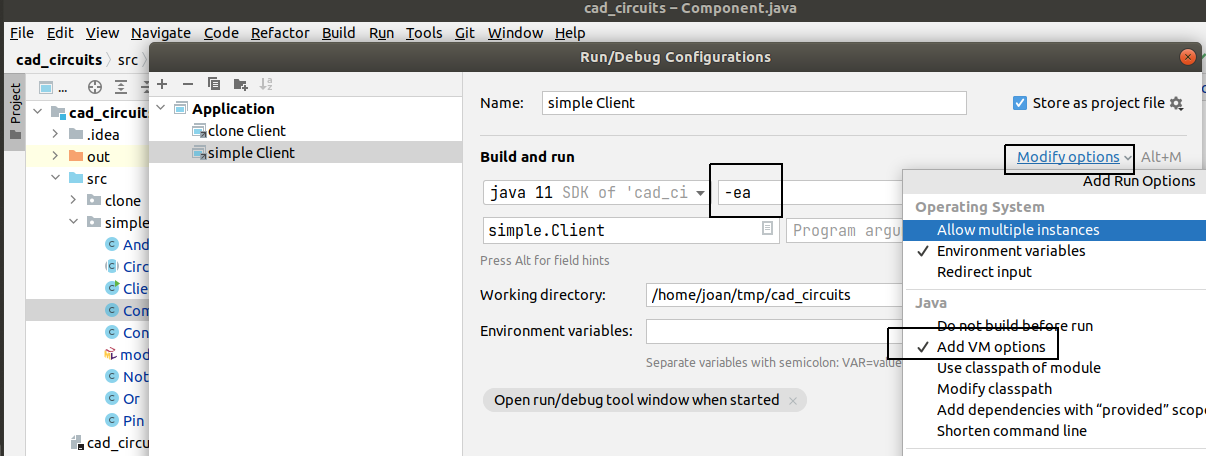 cad_circuits – Component.java
File Edit View Navigate Code Refactor Build Run Tools Git Window Help
cad_circuits src
Run/Debug Configurations
Project
...
cad_circuits
.idea
out
src
clone
simple
And
Circ
Clie
Com
Con
mod
Not
Or
Pin
cad_circu
Application
clone Client
simple Client
Name: simple Client Store as project file
Build and run Modify options Alt+M
java 11 SDK of 'cad_ci -ea
simple.Client Program argu
Press Alt for field hints
Working directory: /home/joan/tmp/cad_circuits
Environment variables:
Separate variables with semicolon: VAR=value
Open run/debug tool window when started
Add Run Options
Operating System
Allow multiple instances
Environment variables
Redirect input
Java
Do not build before run
Add VM options
Use classpath of module
Modify classpath
Add dependencies with “provided” scope
Shorten command line